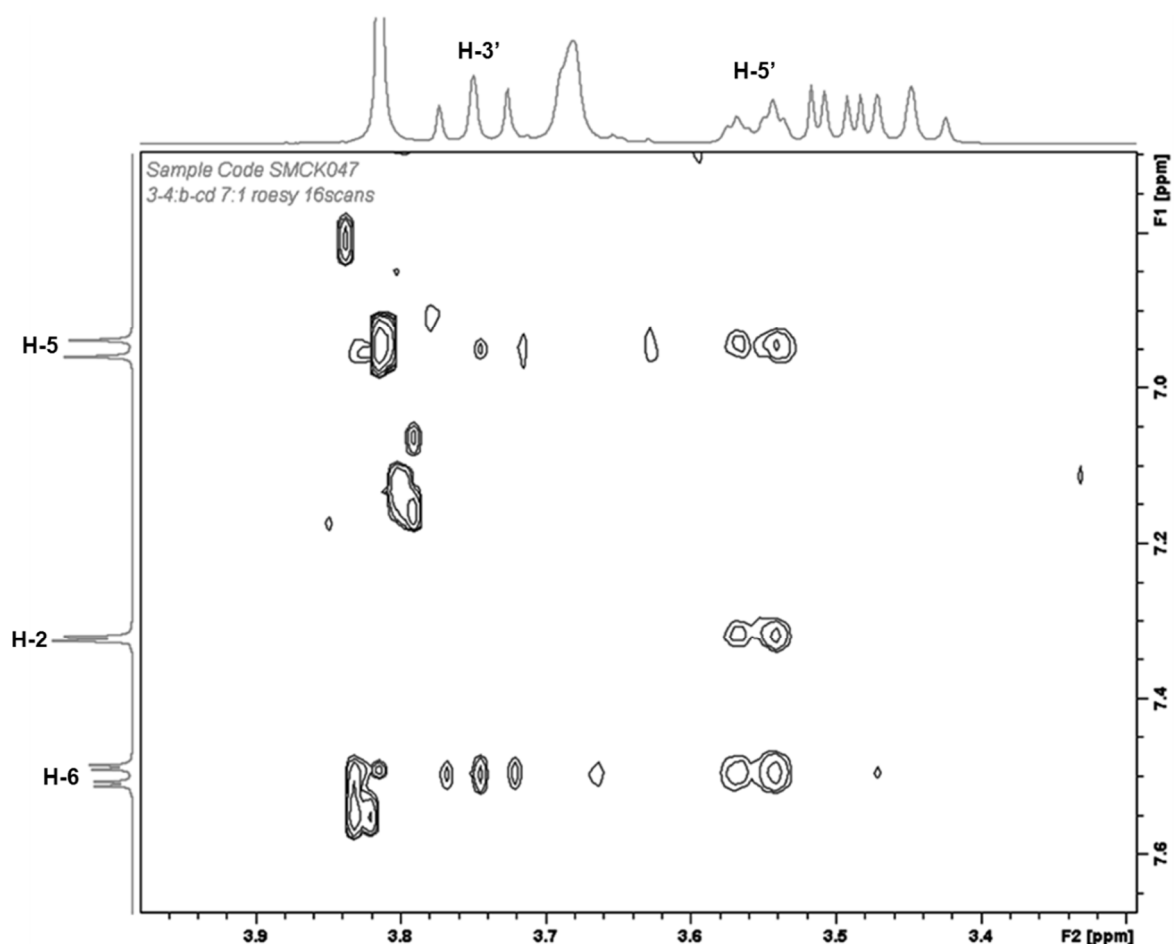 H-3’
H-5’
Sample Code SMCK047
3-4:b-cd 7:1 roesy 16scans
F1 [ppm]
H-5
7.0
7.2
H-2
7.4
H-6
7.6
3.9 3.8 3.7 3.6 3.5 3.4 F2 [ppm]